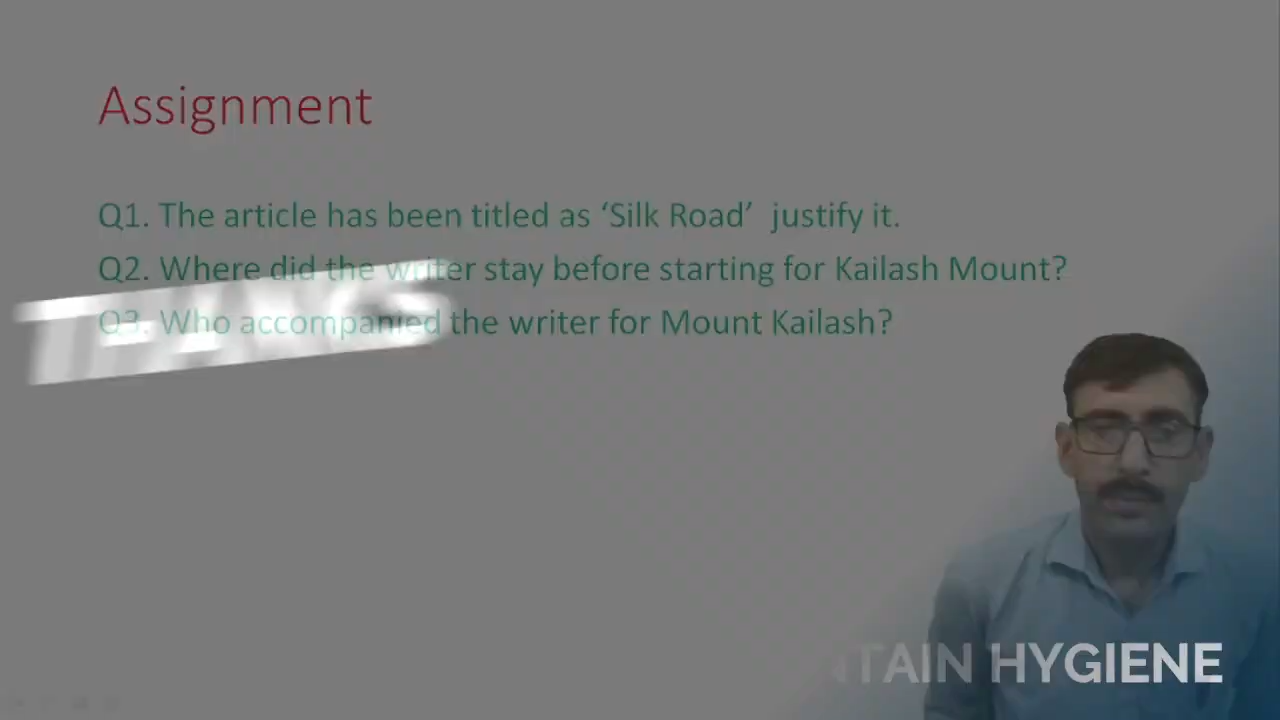 Assignment
Q1. The article has been titled as ‘Silk Road’ justify it.
Q2. Where did the writer stay before starting for Kailash Mount?
Q3. Who accompanied the writer for Mount Kailash?
THANKS
HYGIENE